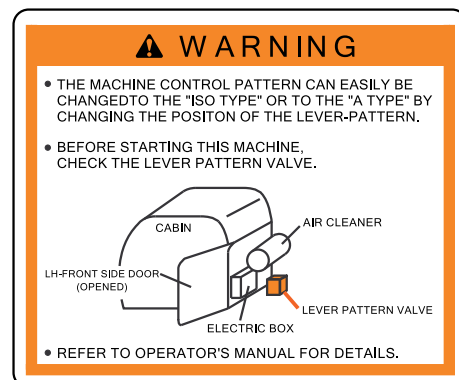 WARNING
• THE MACHINE CONTROL PATTERN CAN EASILY BE
CHANGEDTO THE "ISO TYPE" OR TO THE "A TYPE" BY
CHANGING THE POSITON OF THE LEVER-PATTERN.
• BEFORE STARTING THIS MACHINE,
CHECK THE LEVER PATTERN VALVE.
CABIN
AIR CLEANER
LH-FRONT SIDE DOOR
(OPENED)
LEVER PATTERN VALVE
ELECTRIC BOX
• REFER TO OPERATOR'S MANUAL FOR DETAILS.